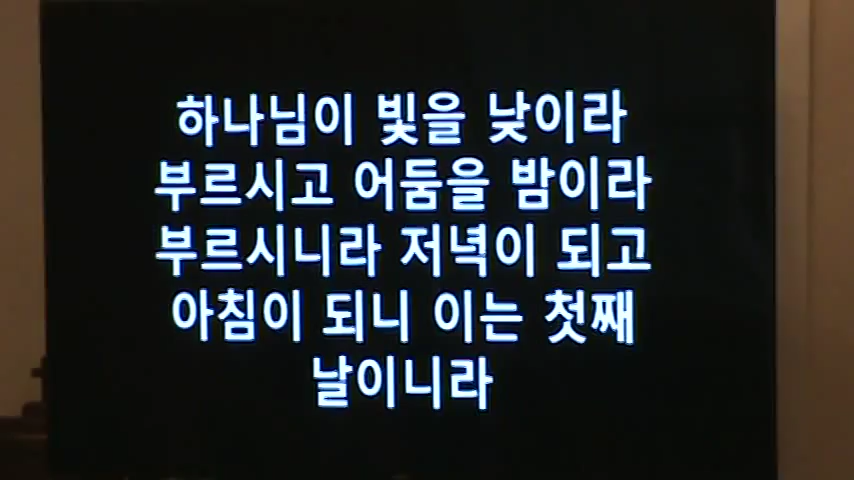 하나님이 빛을 낮이라
부르시고 어둠을 밤이라
부르시니라 저녁이 되고
아침이 되니 이는 첫째
날이니라